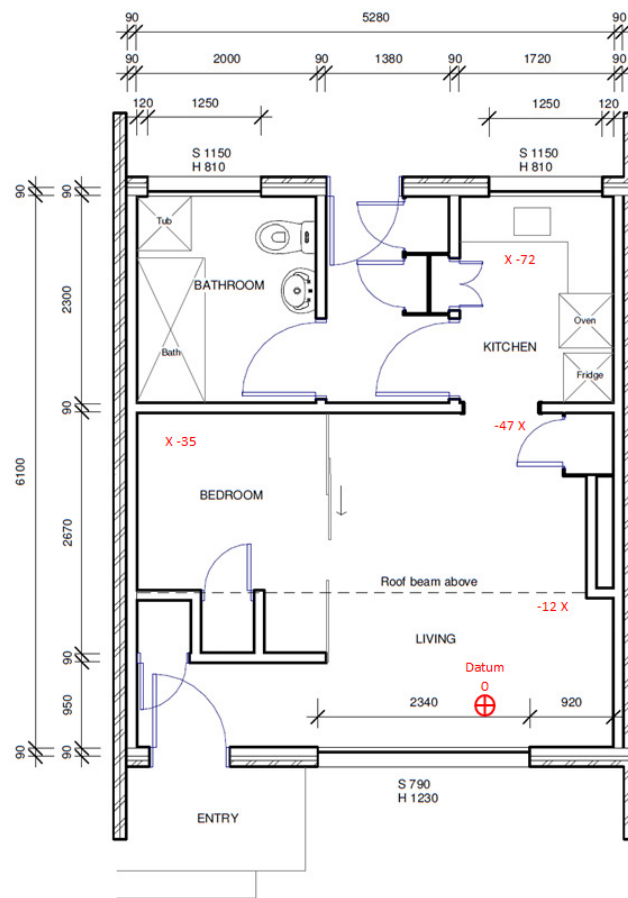 90 5280 90
90 2000 90 1380 90 1720 90
120 1250 1250 120
S 1150
H 810
S 1150
H 810
90 90
Tub
X -72
BATHROOM
2300
Oven
KITCHEN
Bath
Fridge
90
-47 X
X -35
6100
BEDROOM
2670
Roof beam above
-12 X
LIVING
90
Datum
0
950
2340 920
90 90
S 790
H 1230
ENTRY